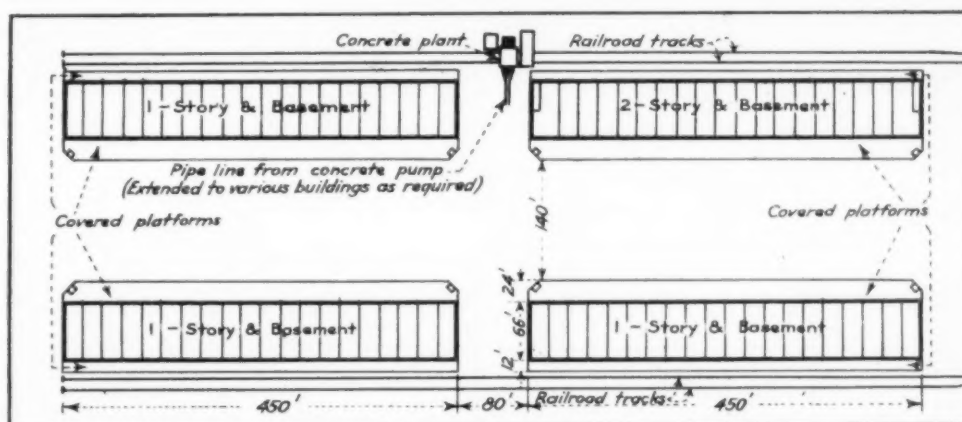 Concrete plant
Railroad tracks
1-Story & Basement
2-Story & Basement
Pipe line from concrete pump
(Extended to various buildings as required)
Covered platforms
140'
Covered platforms
24'
1-Story & Basement
66'
1-Story & Basement
12'
450'
80'
Railroad tracks
450'